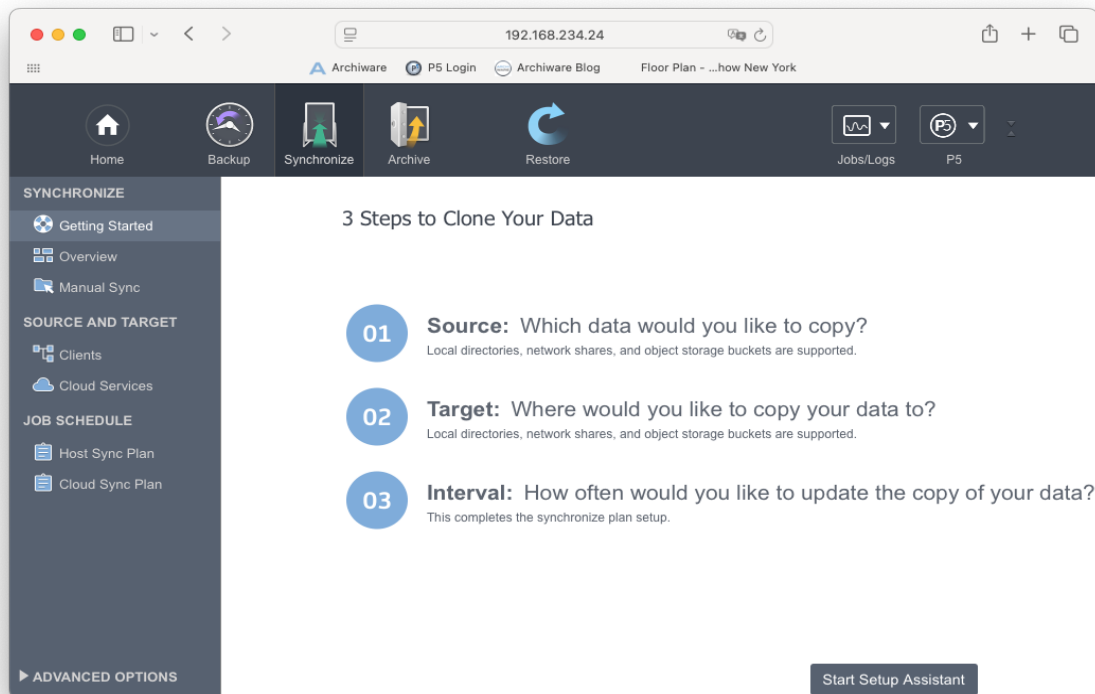 192.168.234.24
Archiware
P5 Login
Archiware Blog
Floor Plan - ...how New York
Home
Backup
Synchronize
Archive
Restore
Jobs/Logs
P5
P5
SYNCHRONIZE
Getting Started
Overview
Manual Sync
SOURCE AND TARGET
Clients
Cloud Services
JOB SCHEDULE
Host Sync Plan
Cloud Sync Plan
ADVANCED OPTIONS
3 Steps to Clone Your Data
01
Source: Which data would you like to copy?
Local directories, network shares, and object storage buckets are supported.
02
Target: Where would you like to copy your data to?
Local directories, network shares, and object storage buckets are supported.
03
Interval: How often would you like to update the copy of your data?
This completes the synchronize plan setup.
Start Setup Assistant